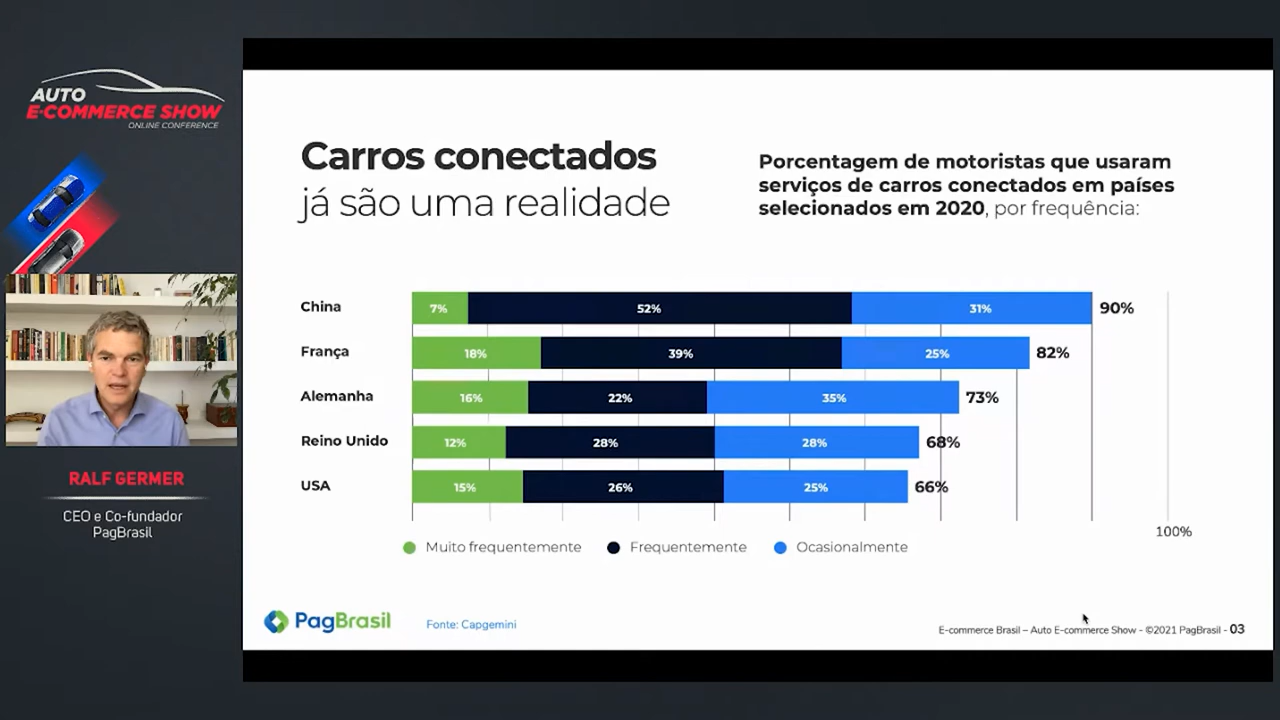 AUTO
E-COMMERCE SHOW
ONLINE CONFERENCE
RALF GERMER
CEO e Co-fundador
PagBrasil
Carros conectados
já são uma realidade
Porcentagem de motoristas que usaram
serviços de carros conectados em países
selecionados em 2020, por frequência:
China 7% 52% 31% 90%
França 18% 39% 25% 82%
Alemanha 16% 22% 35% 73%
Reino Unido 12% 28% 28% 68%
USA 15% 26% 25% 66%
100%
Muito frequentemente Frequentemente Ocasionalmente
PagBrasil
Fonte: Capgemini
E-commerce Brasil – Auto E-commerce Show - ©2021 PagBrasil - 03